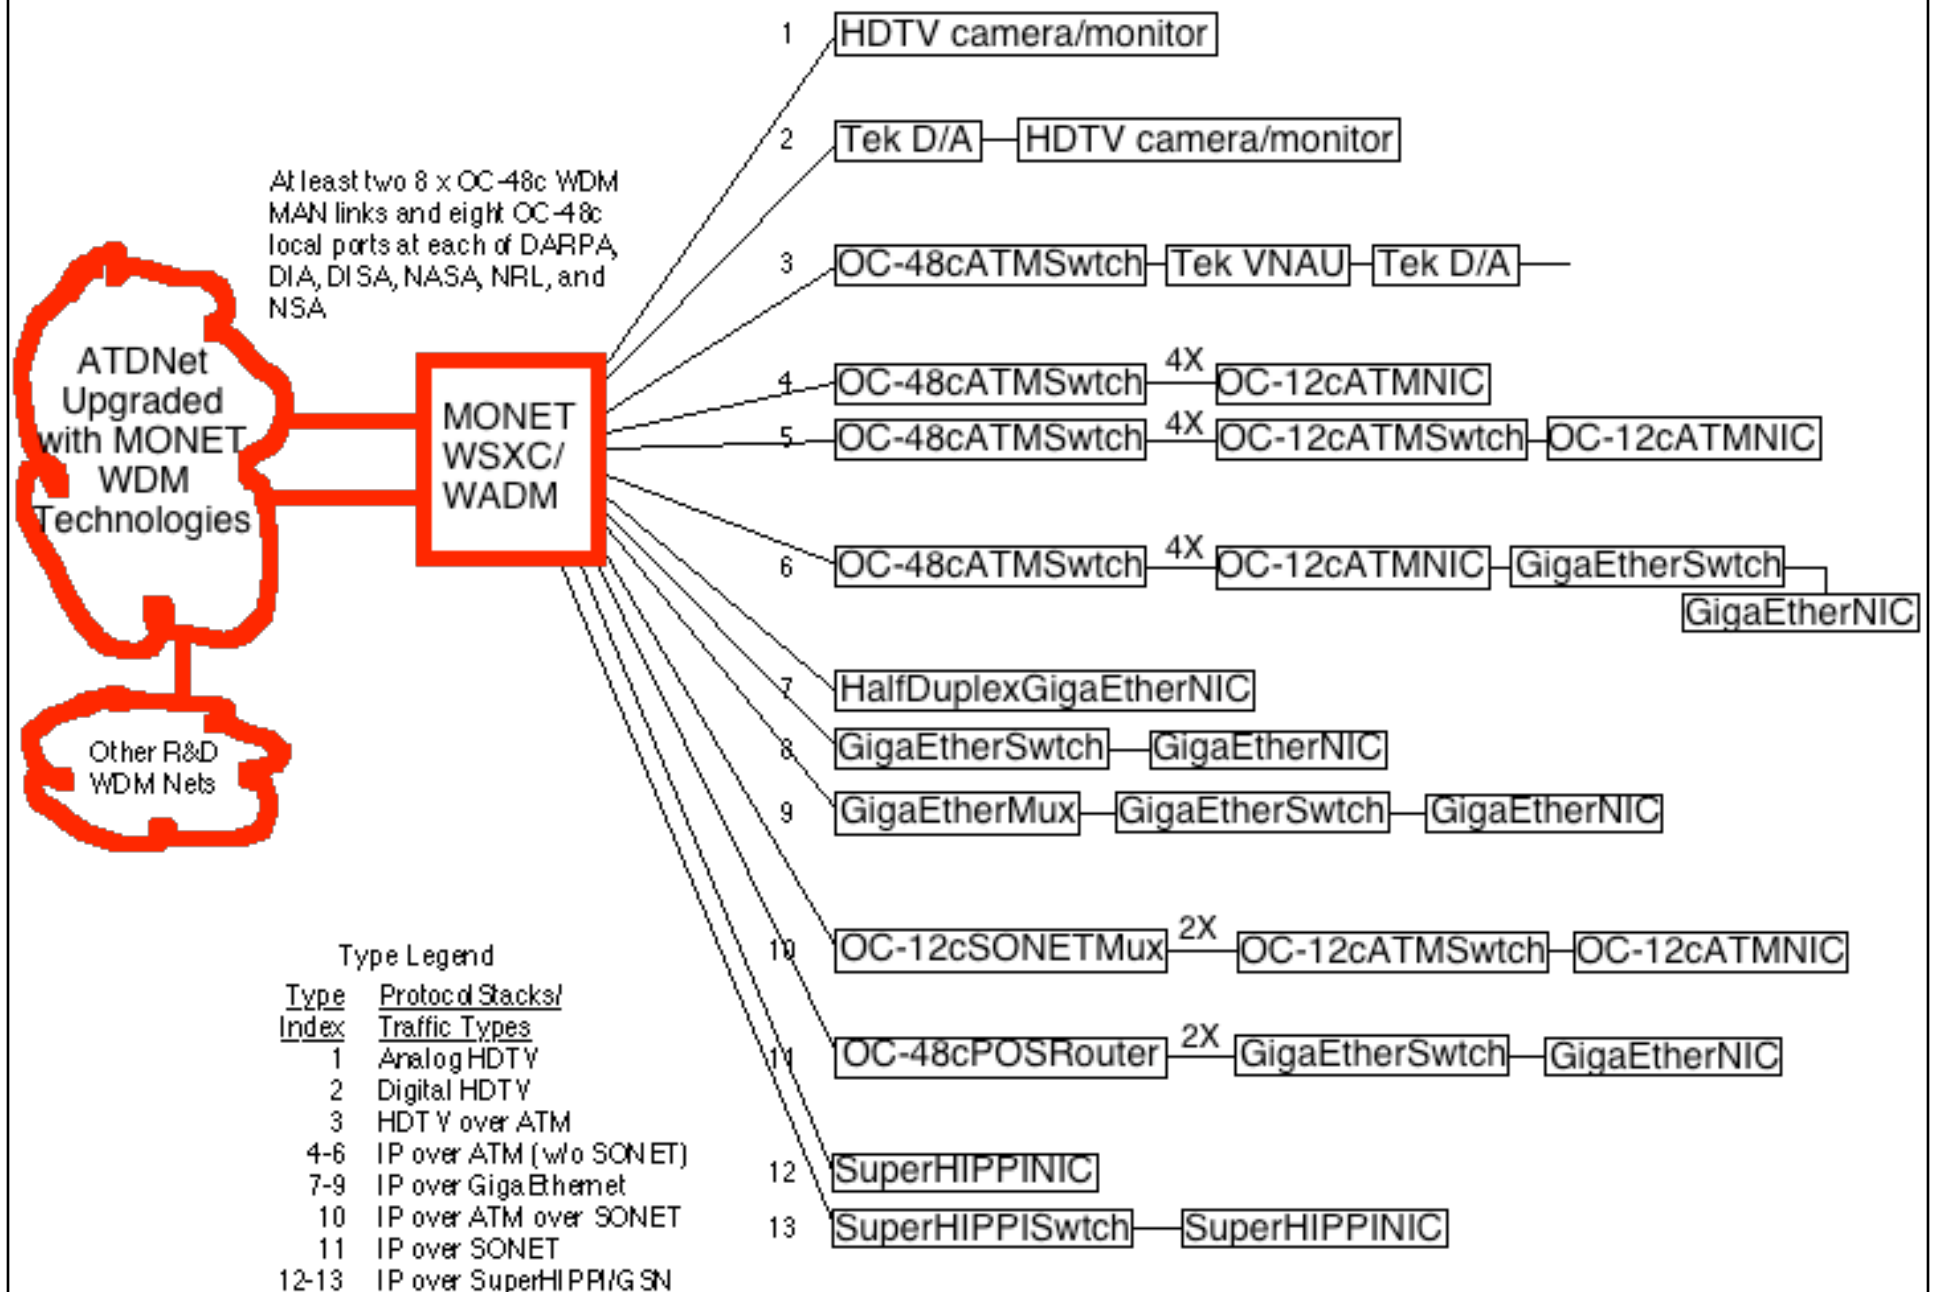 1 HDTV camera/monitor
2 Tek D/A HDTV camera/monitor
At least two 8 x OC-48c WDM
MAN links and eight OC-48c
local ports at each of DARPA,
DIA, DISA, NASA, NRL, and
NSA
3 OC-48cATMSwtch Tek VNAU Tek D/A
ATDNet
Upgraded
with MONET
WDM
Technologies
MONET
WSXC/
WADM
4 OC-48cATMSwtch 4X OC-12cATMNIC
5 OC-48cATMSwtch 4X OC-12cATMSwtch OC-12cATMNIC
6 OC-48cATMSwtch 4X OC-12cATMNIC GigaEtherSwtch
GigaEtherNIC
7 HalfDuplexGigaEtherNIC
8 GigaEtherSwtch GigaEtherNIC
9 GigaEtherMux GigaEtherSwtch GigaEtherNIC
Other R&D
WDM Nets
10 OC-12cSONETMux 2X OC-12cATMSwtch OC-12cATMNIC
11 OC-48cPOSRouter 2X GigaEtherSwtch GigaEtherNIC
12 SuperHIPPINIC
13 SuperHIPPISwtch SuperHIPPINIC
Type Legend
Type Protocol Stacks/
Index Traffic Types
1 Analog HDTV
2 Digital HDTV
3 HDTV over ATM
4-6 IP over ATM (w/o SONET)
7-9 IP over GigaEthernet
10 IP over ATM over SONET
11 IP over SONET
12-13 IP over SuperHIPPI/GSN